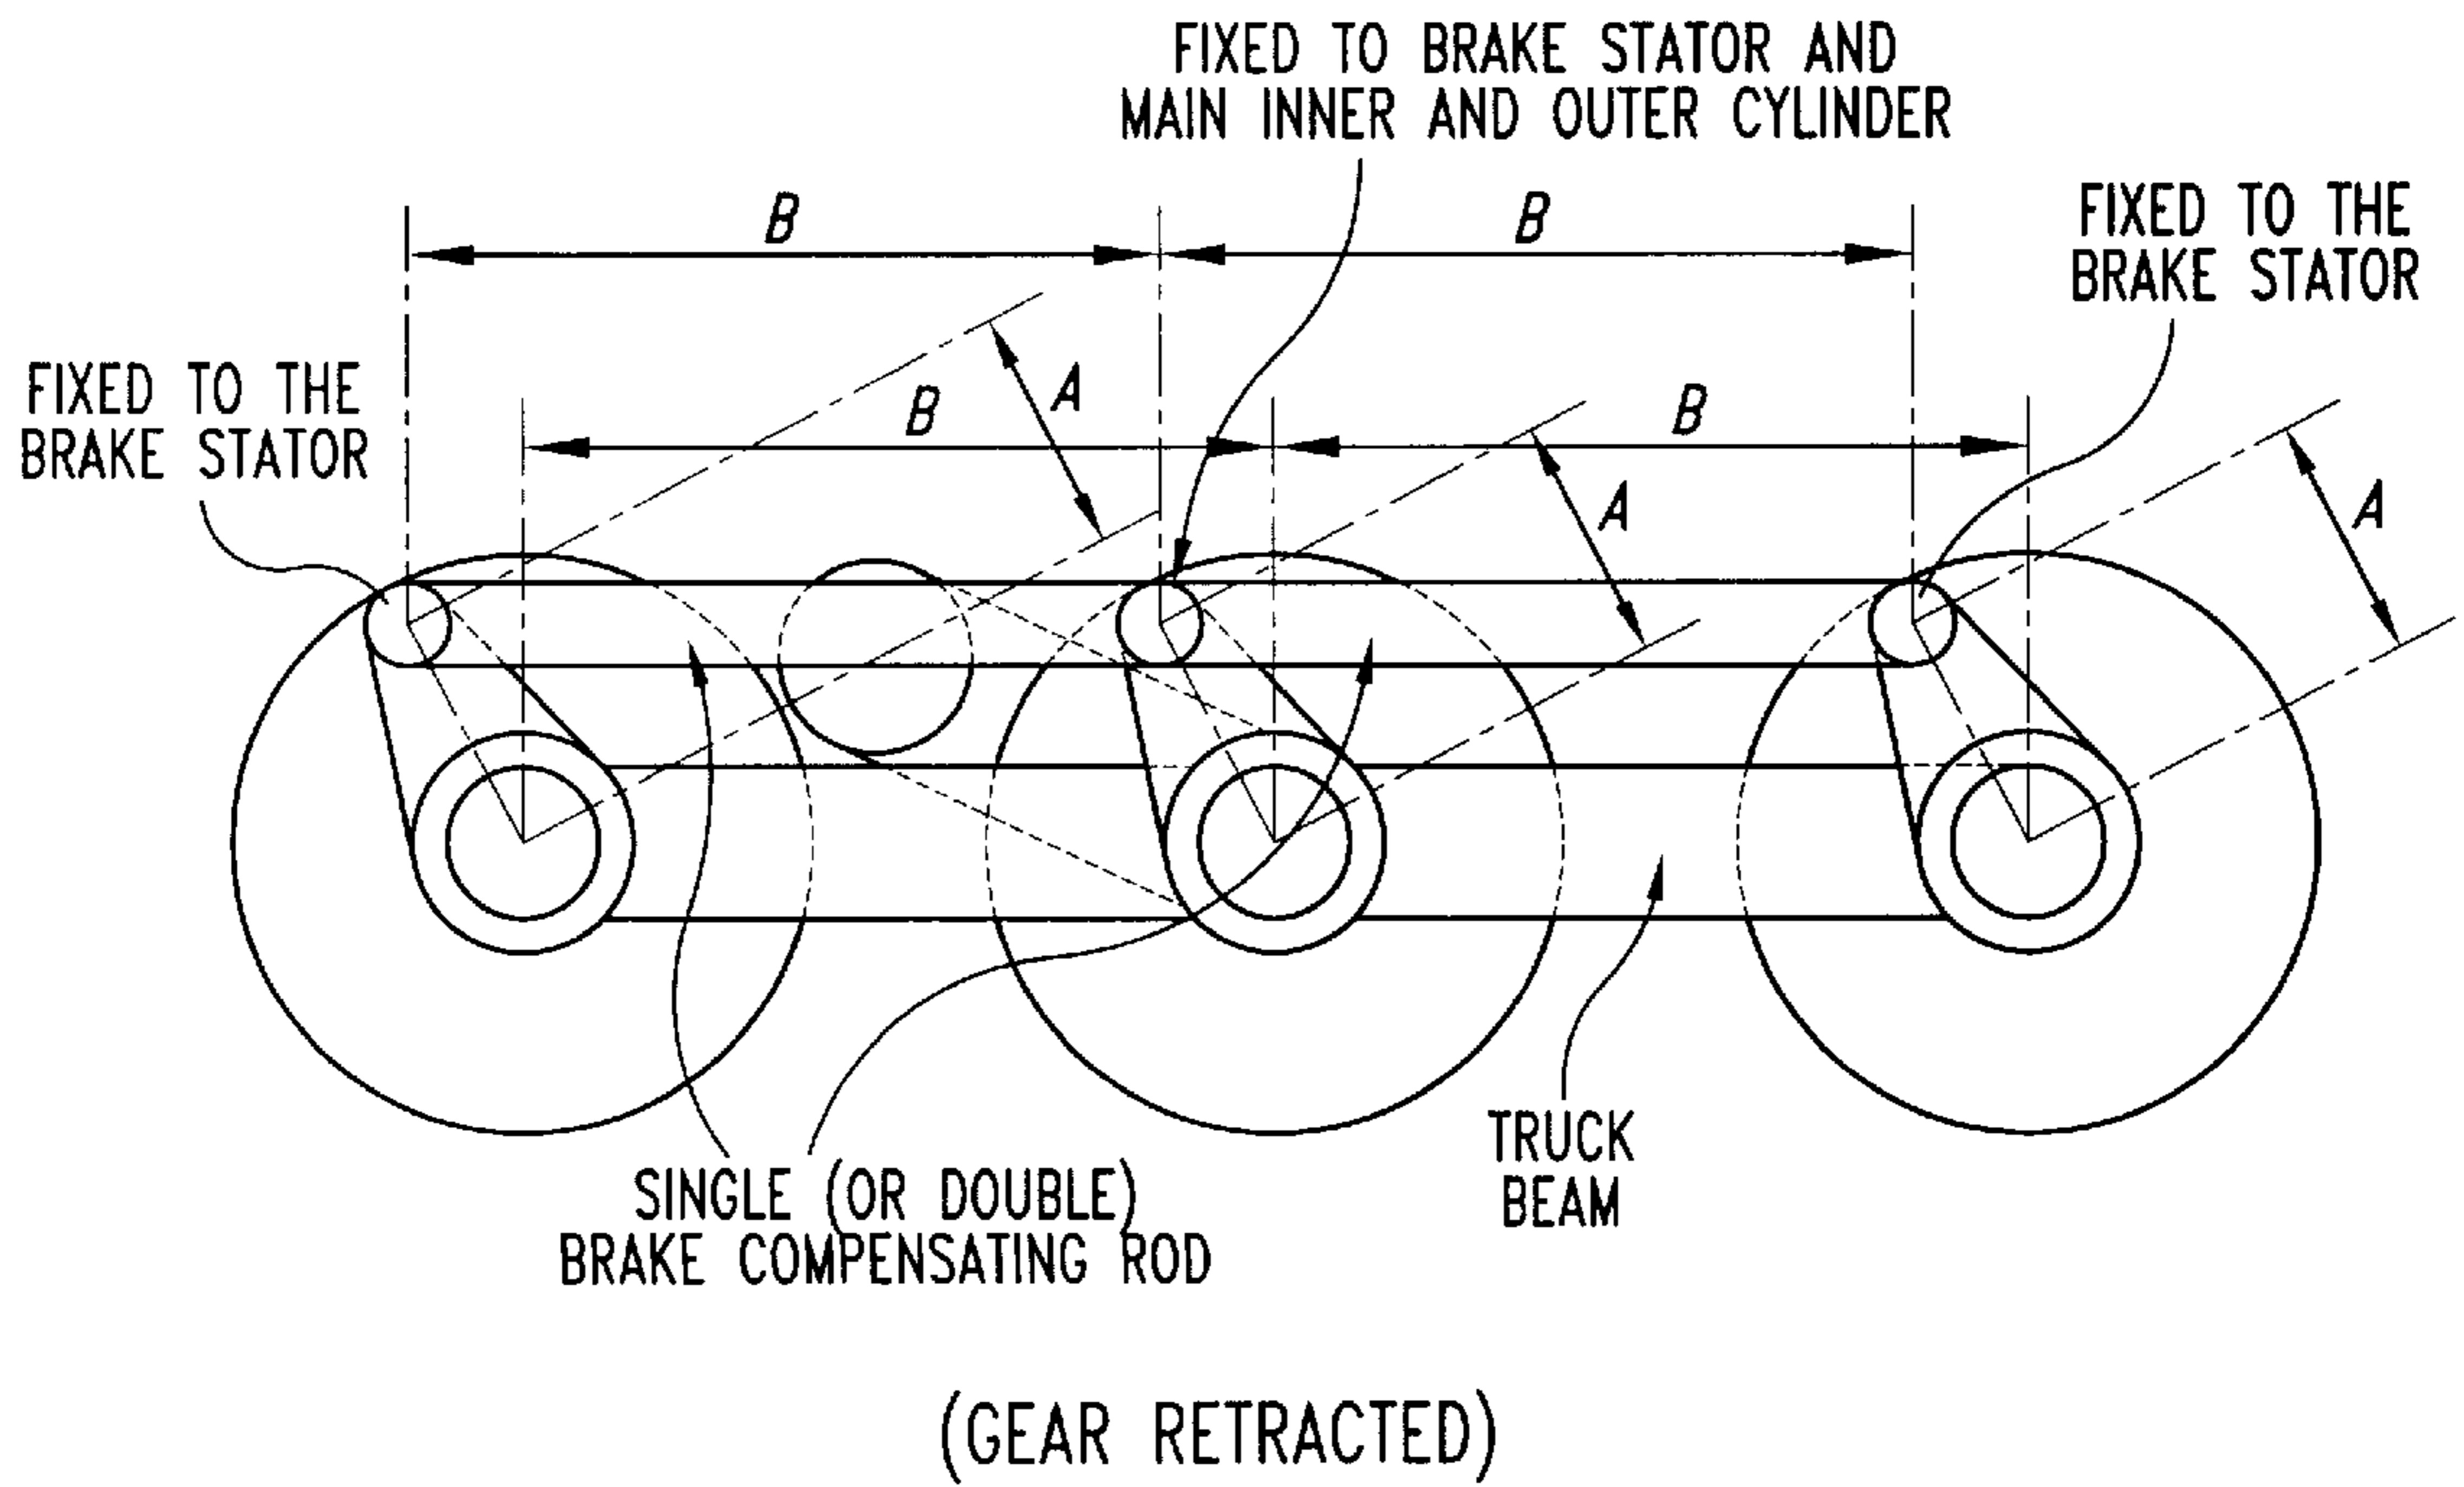 FIXED TO BRAKE STATOR AND
MAIN INNER AND OUTER CYLINDER
FIXED TO THE
BRAKE STATOR
B
B
FIXED TO THE
BRAKE STATOR
A
B
B
A
A
SINGLE (OR DOUBLE)
BRAKE COMPENSATING ROD
TRUCK
BEAM
(GEAR RETRACTED)